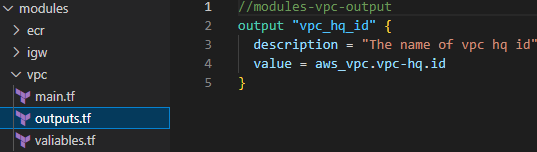 modules
ecr
igw
vpc
main.tf
outputs.tf
valiables.tf
1 //modules-vpc-output
2 output "vpc_hq_id" {
3 description = "The name of vpc hq id"
4 value = aws_vpc.vpc-hq.id
5 }